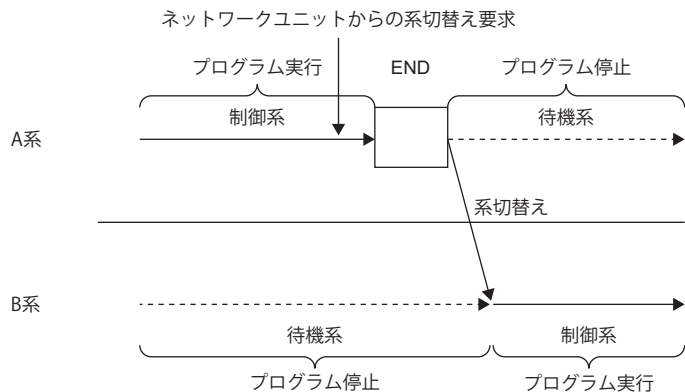 ネットワークユニットからの系切替え要求
プログラム実行
END
プログラム停止
制御系
待機系
A系
系切替え
B系
待機系
制御系
プログラム停止
プログラム実行